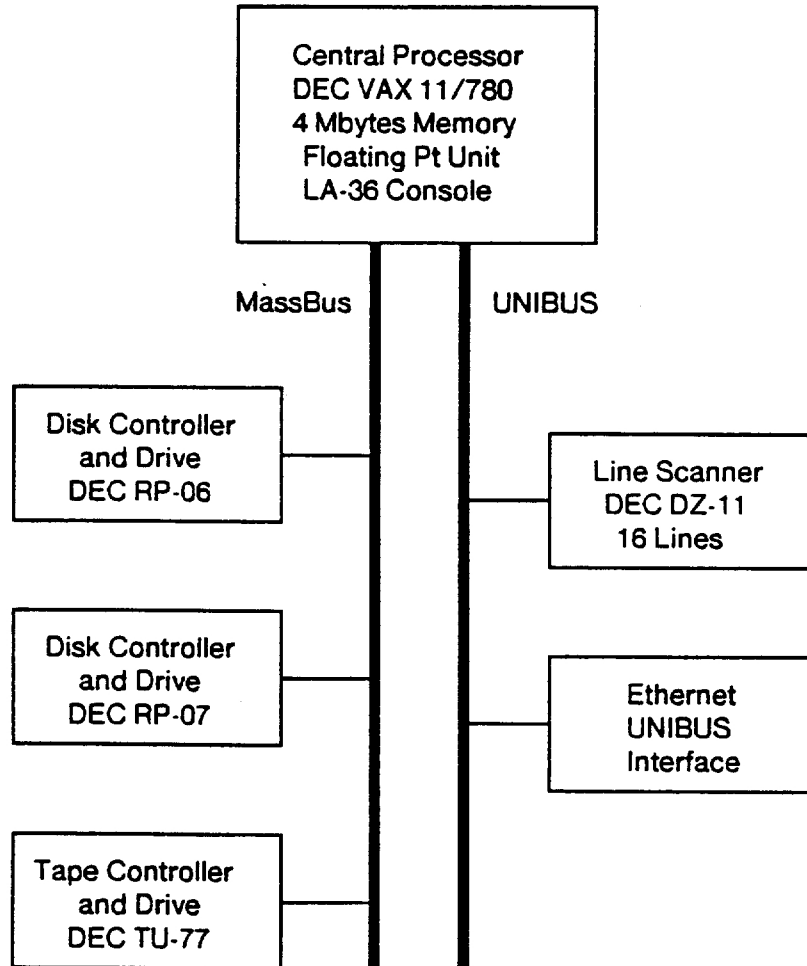 Central Processor
DEC VAX 11/780
4 Mbytes Memory
Floating Pt Unit
LA-36 Console
MassBus
UNIBUS
Disk Controller
and Drive
DEC RP-06
Line Scanner
DEC DZ-11
16 Lines
Disk Controller
and Drive
DEC RP-07
Ethernet
UNIBUS
Interface
Tape Controller
and Drive
DEC TU-77